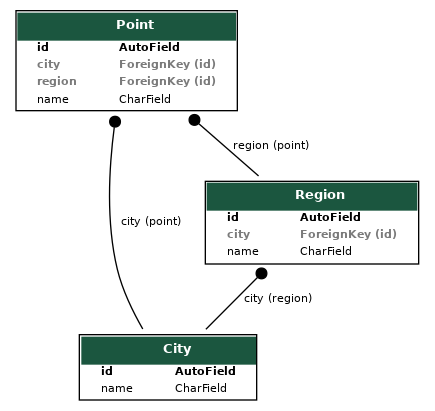 Point
id AutoField
city ForeignKey (id)
region ForeignKey (id)
name CharField
region (point)
Region
id AutoField
city ForeignKey (id)
name CharField
city (point)
city (region)
City
id AutoField
name CharField